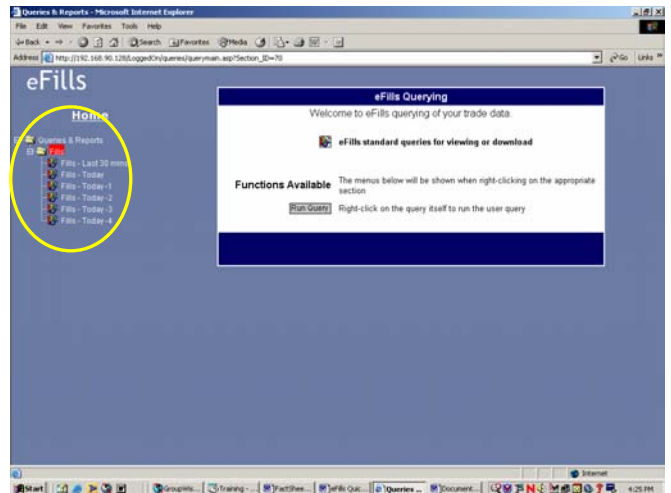 Queries & Reports - Microsoft Internet Explorer
File Edit View Favorites Tools Help
Back Search Favorites Media
Address http://192.168.90.128/LoggedOn/queries/querymain.asp?Section_ID=70 Go Links »
eFills
Home
Queries & Reports
Fills
Fills - Last 30 mins
Fills - Today
Fills - Today-1
Fills - Today-2
Fills - Today-3
Fills - Today-4
eFills Querying
Welcome to eFills querying of your trade data.
eFills standard queries for viewing or download
Functions Available
The menus below will be shown when right-clicking on the appropriate
section
Run Query Right-click on the query itself to run the user query
Internet
Start GroupWis... Training - ... FactShee... eFills Quic... Queries ... Document... 4:25 PM